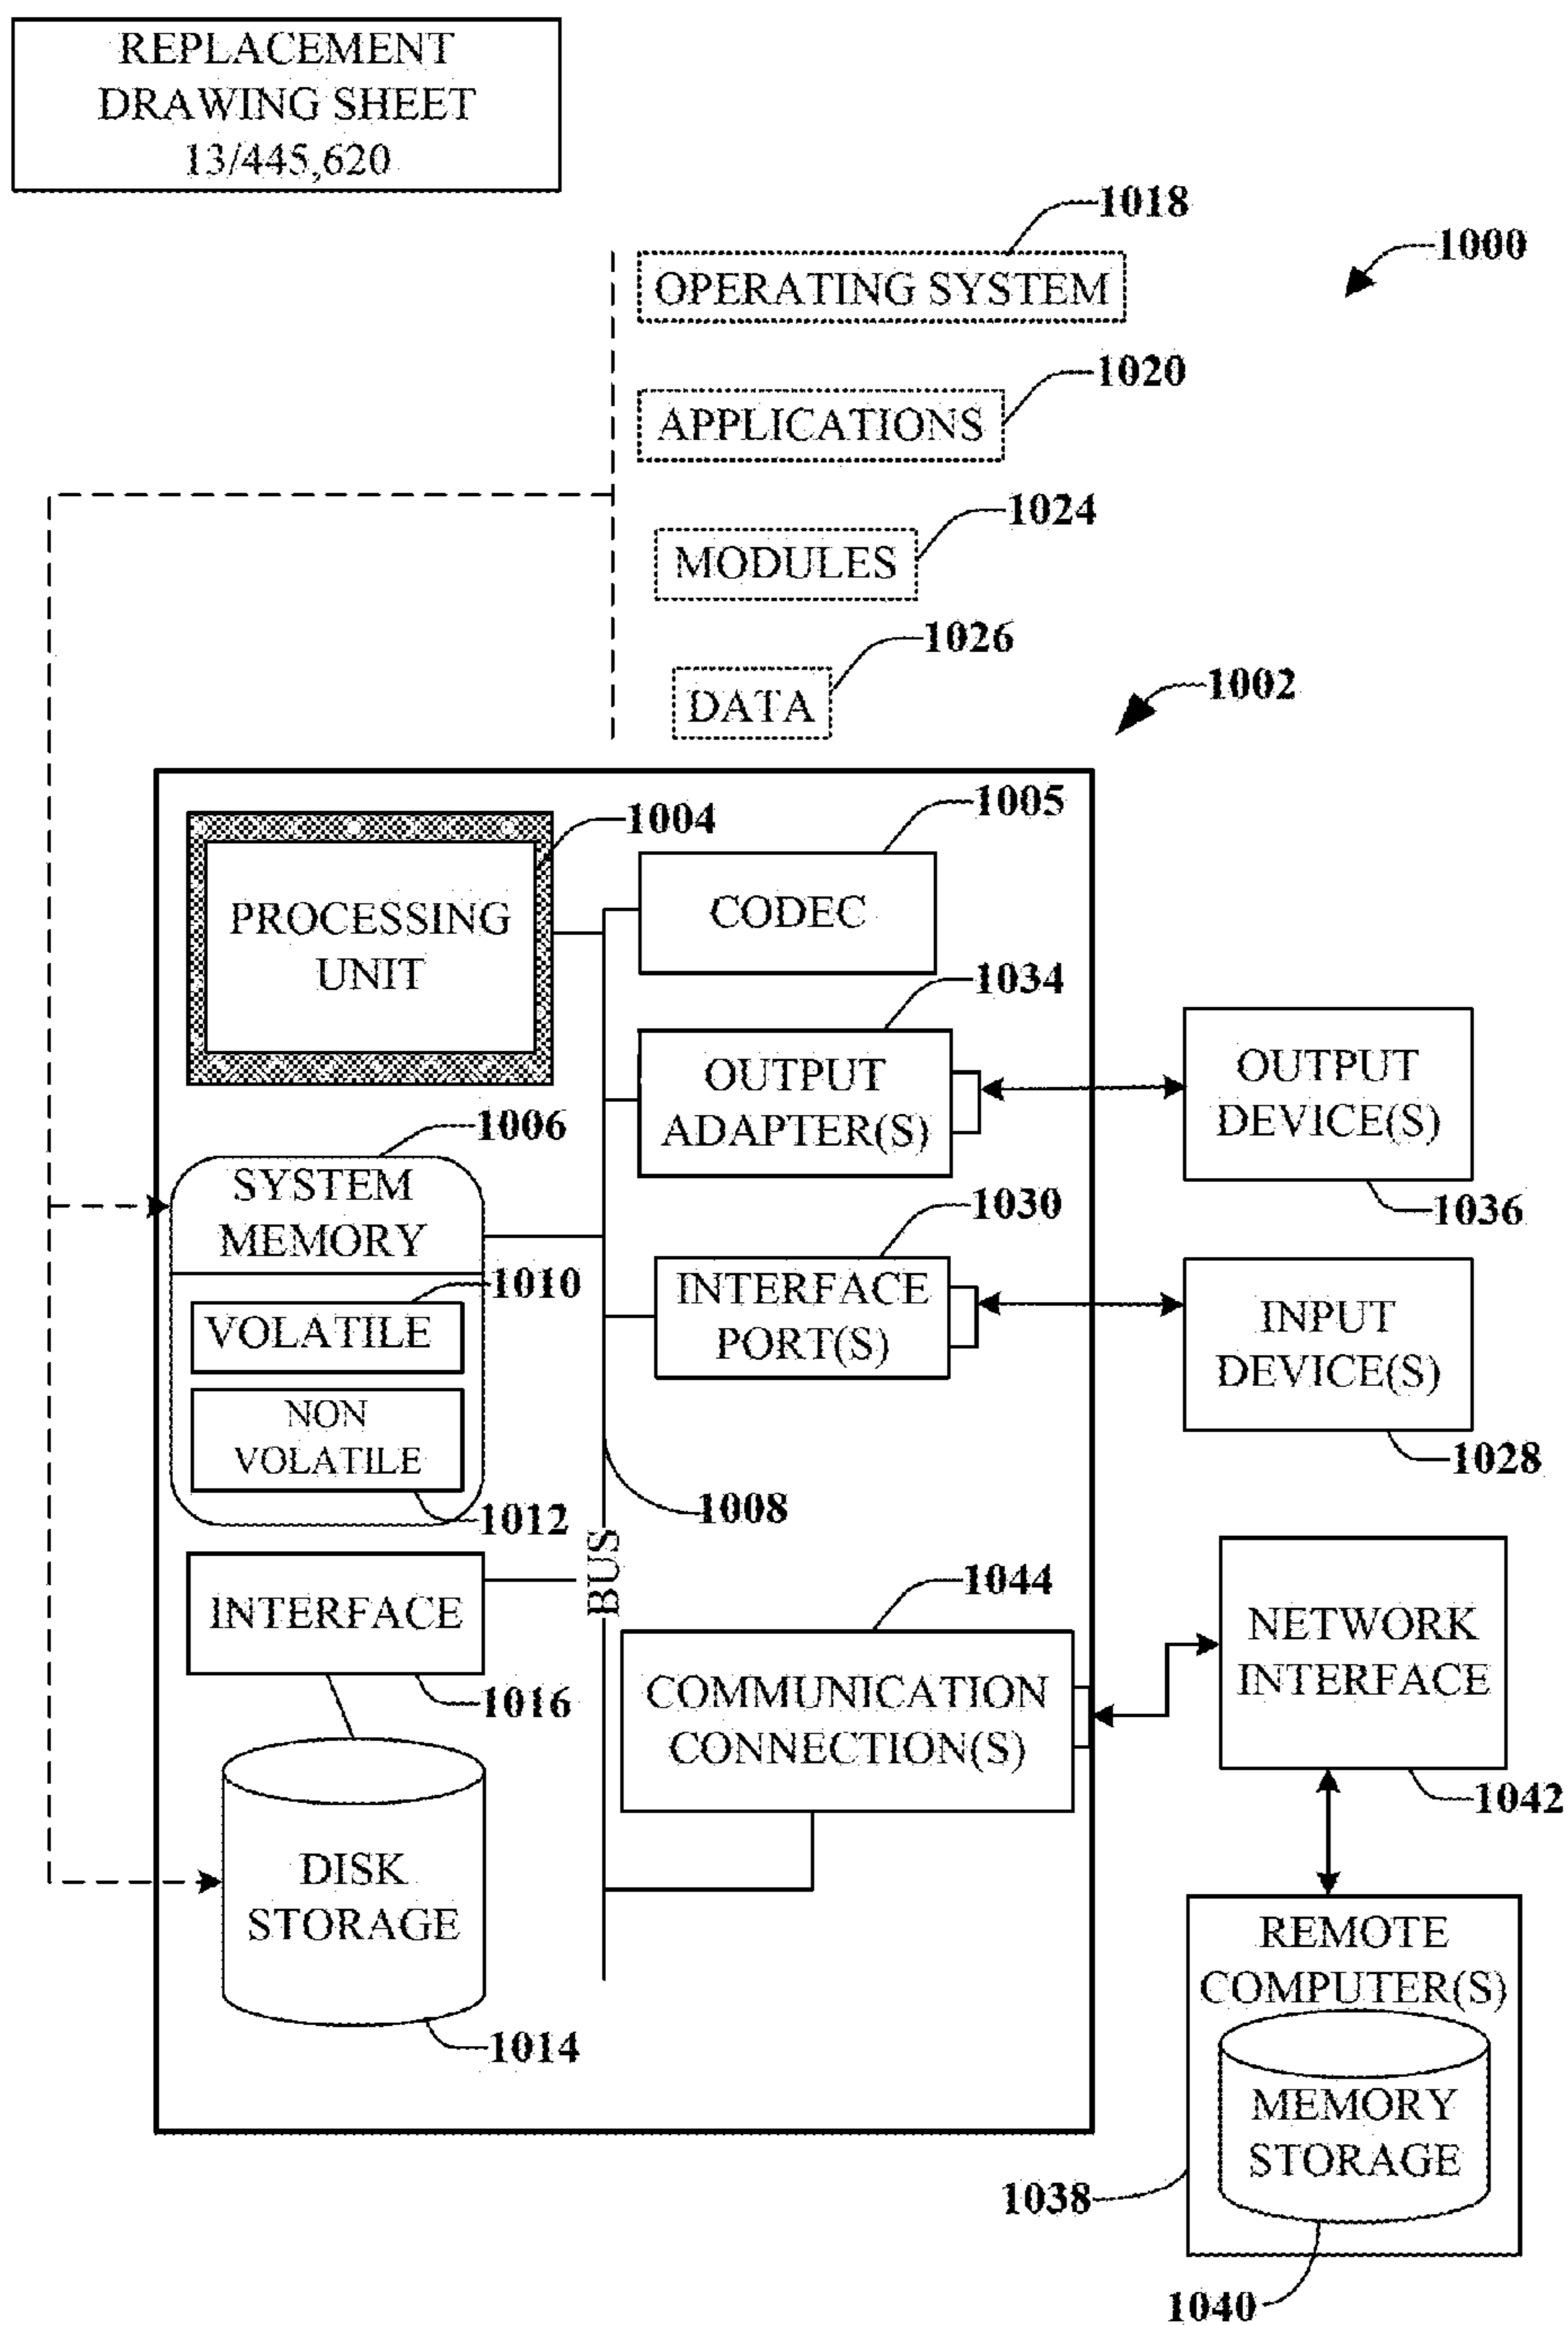 REPLACEMENT
DRAWING SHEET
13/445,620
1018
1000
OPERATING SYSTEM
1020
APPLICATIONS
1024
MODULES
1026
DATA
1002
1004
1005
PROCESSING
UNIT
CODEC
1034
OUTPUT
ADAPTER(S)
OUTPUT
DEVICE(S)
1036
1006
SYSTEM
MEMORY
1010
VOLATILE
NON
VOLATILE
1012
1030
INTERFACE
PORT(S)
INPUT
DEVICE(S)
1028
1008
BUS
INTERFACE
1016
1044
COMMUNICATION
CONNECTION(S)
NETWORK
INTERFACE
1042
DISK
STORAGE
1014
REMOTE
COMPUTER(S)
MEMORY
STORAGE
1038
1040